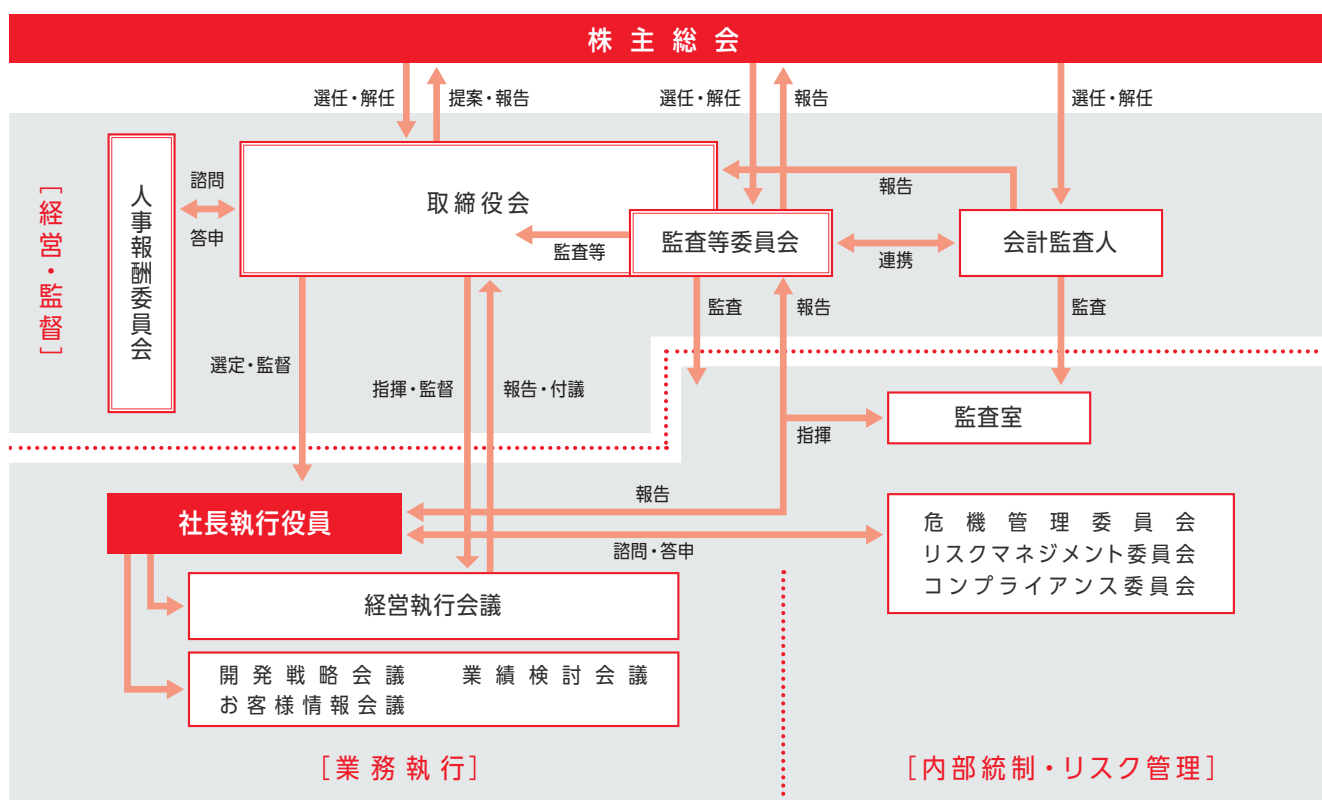 株主総会
選任・解任
提案・報告
選任・解任
報告
選任・解任
[経営・監督]
人事報酬委員会
諮問
答申
取締役会
監査等
監査等委員会
報告
連携
会計監査人
選定・監督
指揮・監督
報告・付議
監査
報告
監査
監査室
指揮
報告
社長執行役員
諮問・答申
危機管理委員会
リスクマネジメント委員会
コンプライアンス委員会
経営執行会議
開発戦略会議 業績検討会議
お客様情報会議
[業務執行]
[内部統制・リスク管理]